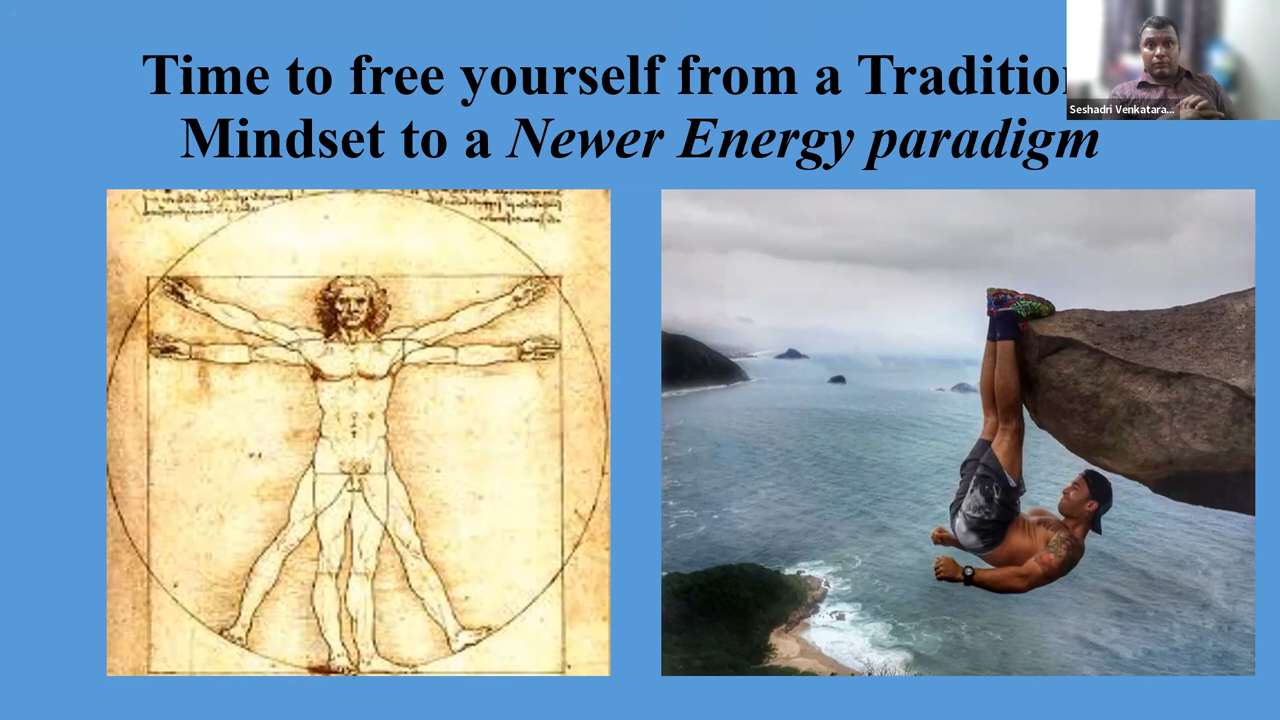 Time to free yourself from a Tradition
Mindset to a Newer Energy paradigm
Seshadri Venkatara...